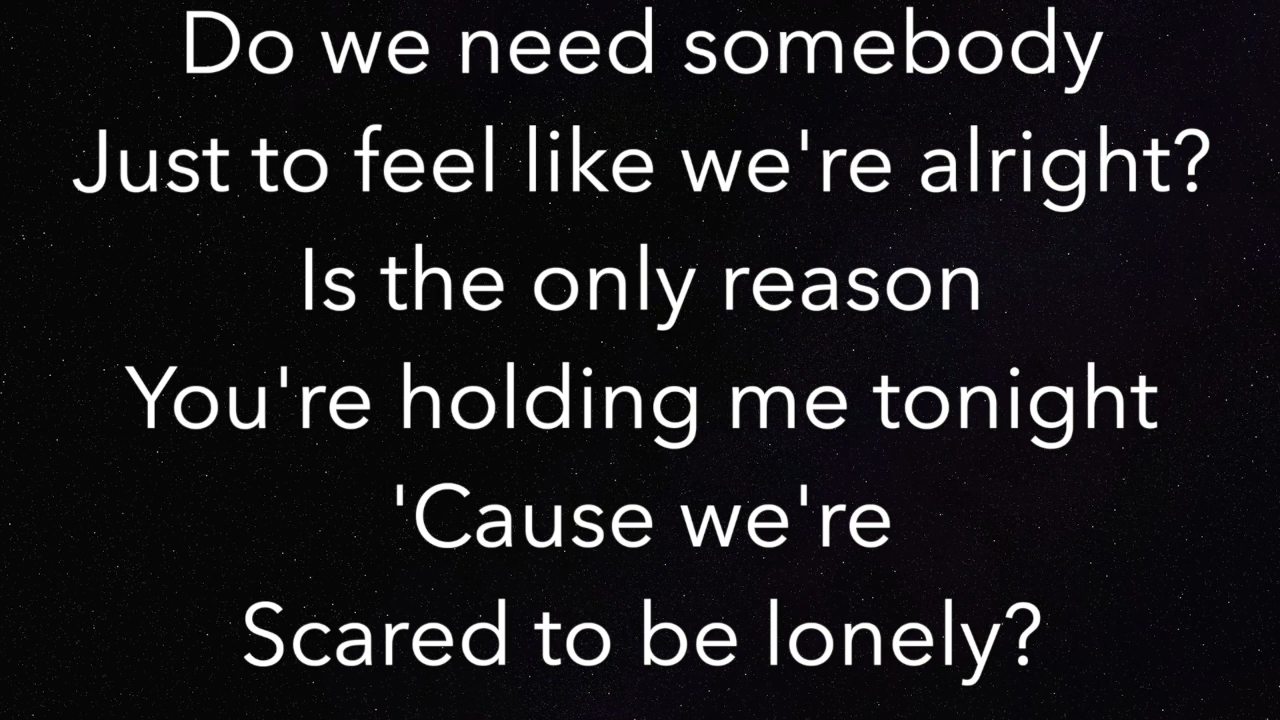 Do we need somebody
Just to feel like we're alright?
Is the only reason
You're holding me tonight
'Cause we're
Scared to be lonely?